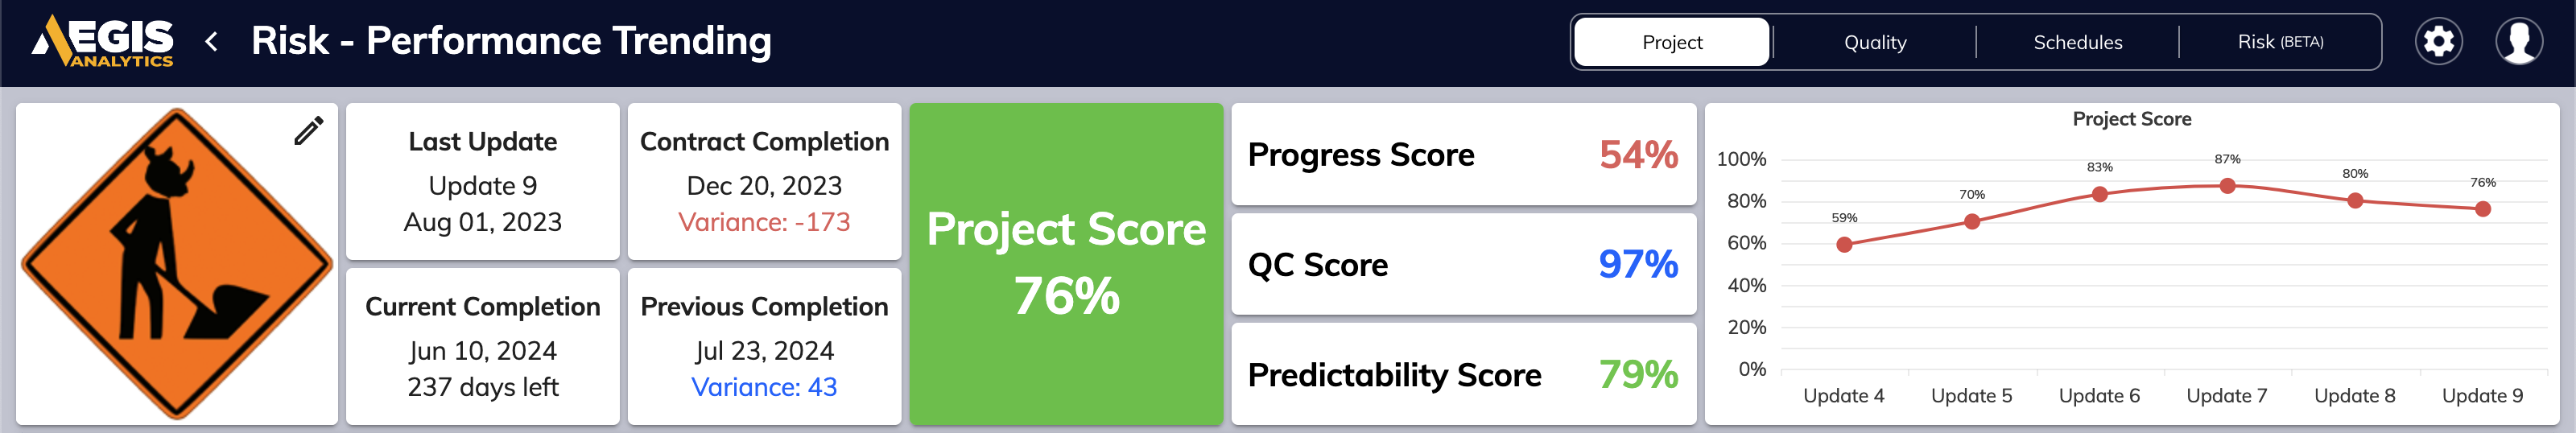 AEGIS
ANALYTICS
Risk - Performance Trending
Project
Quality
Schedules
Risk (BETA)
Last Update
Update 9
Aug 01, 2023
Contract Completion
Dec 20, 2023
Variance: -173
Current Completion
Jun 10, 2024
237 days left
Previous Completion
Jul 23, 2024
Variance: 43
Project Score
76%
Progress Score 54%
QC Score 97%
Predictability Score 79%
Project Score
100%
80%
60%
40%
20%
0%
59%
70%
83%
87%
80%
76%
Update 4
Update 5
Update 6
Update 7
Update 8
Update 9